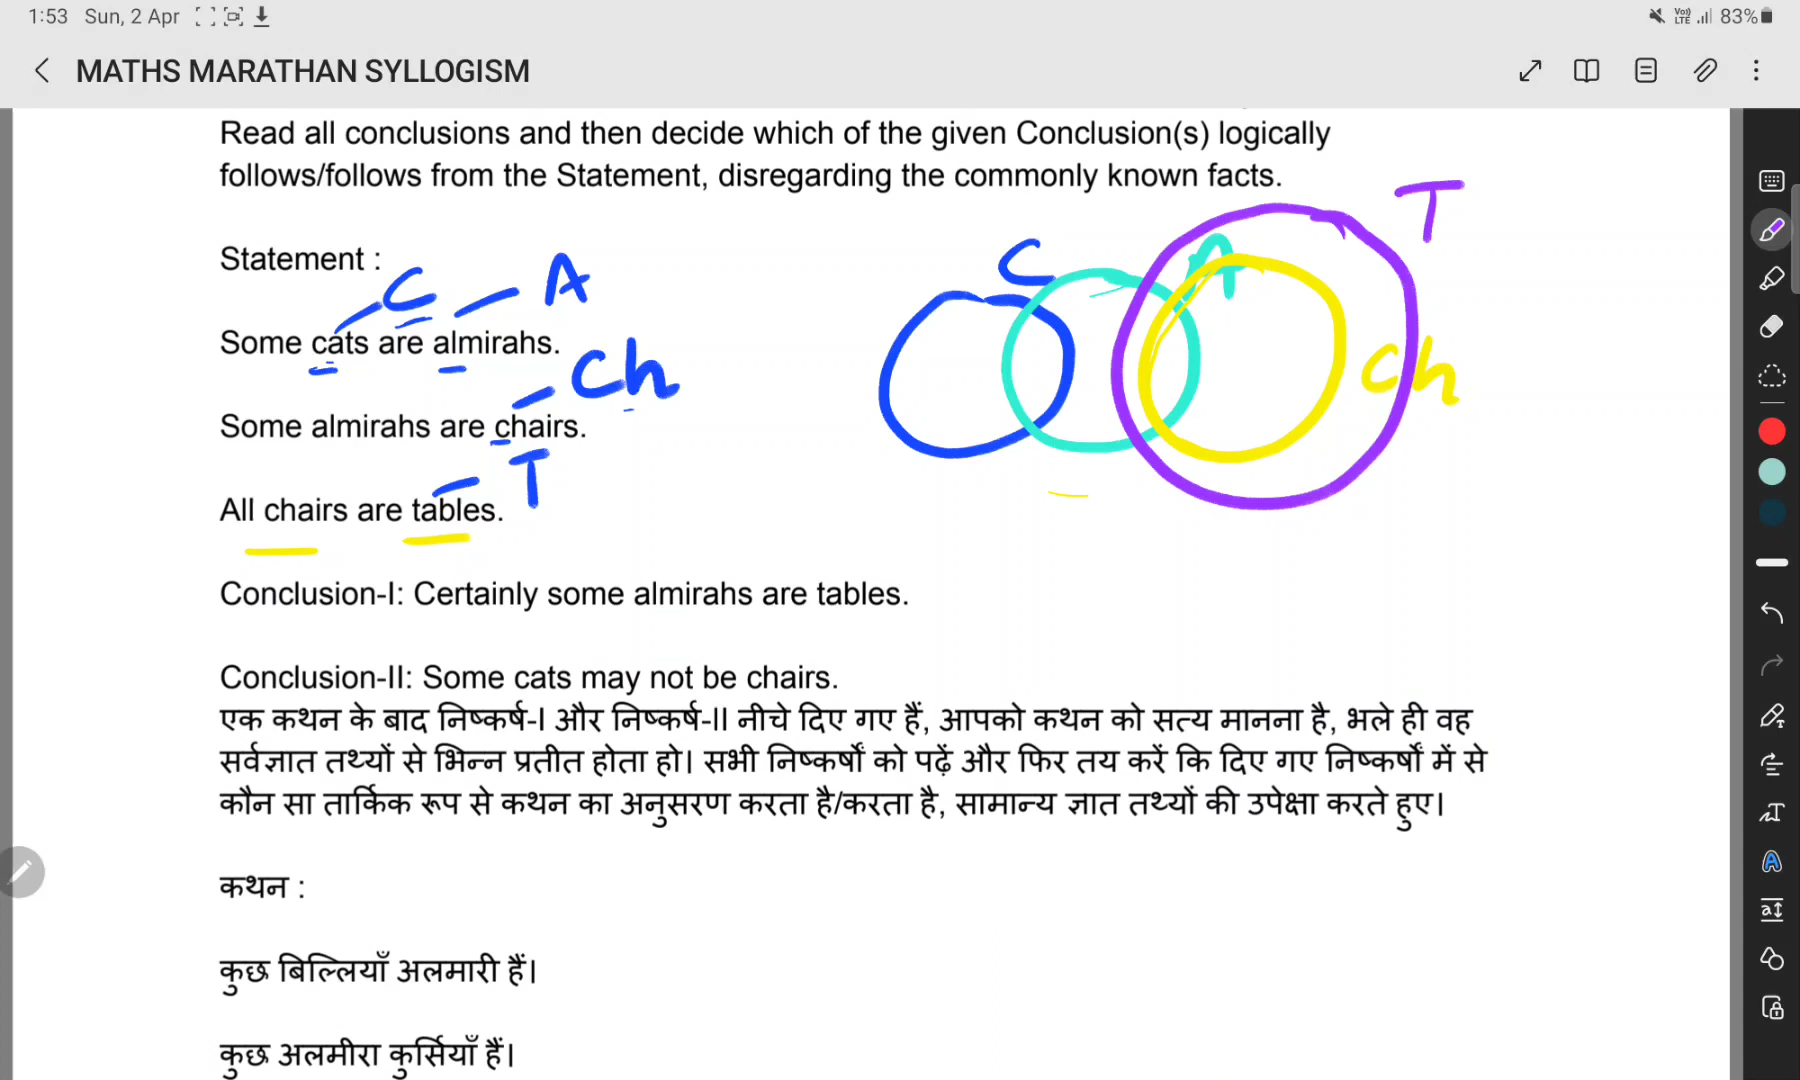 1:53 Sun, 2 Apr
Vo) LTE 83%
MATHS MARATHAN SYLLOGISM
Read all conclusions and then decide which of the given Conclusion(s) logically
follows/follows from the Statement, disregarding the commonly known facts.
T
Statement :
C A
C A
Some cats are almirahs.
Ch
Ch
Some almirahs are chairs.
T
All chairs are tables.
Conclusion-I: Certainly some almirahs are tables.
Conclusion-II: Some cats may not be chairs.
एक कथन के बाद निष्कर्ष-I और निष्कर्ष-II नीचे दिए गए हैं, आपको कथन को सत्य मानना है, भले ही वह
सर्वज्ञात तथ्यों से भिन्न प्रतीत होता हो। सभी निष्कर्षों को पढ़ें और फिर तय करें कि दिए गए निष्कर्षों में से
कौन सा तार्किक रूप से कथन का अनुसरण करता है/करता है, सामान्य ज्ञात तथ्यों की उपेक्षा करते हुए।
कथन :
कुछ बिल्लियाँ अलमारी हैं।
कुछ अलमीरा कुर्सियाँ हैं।